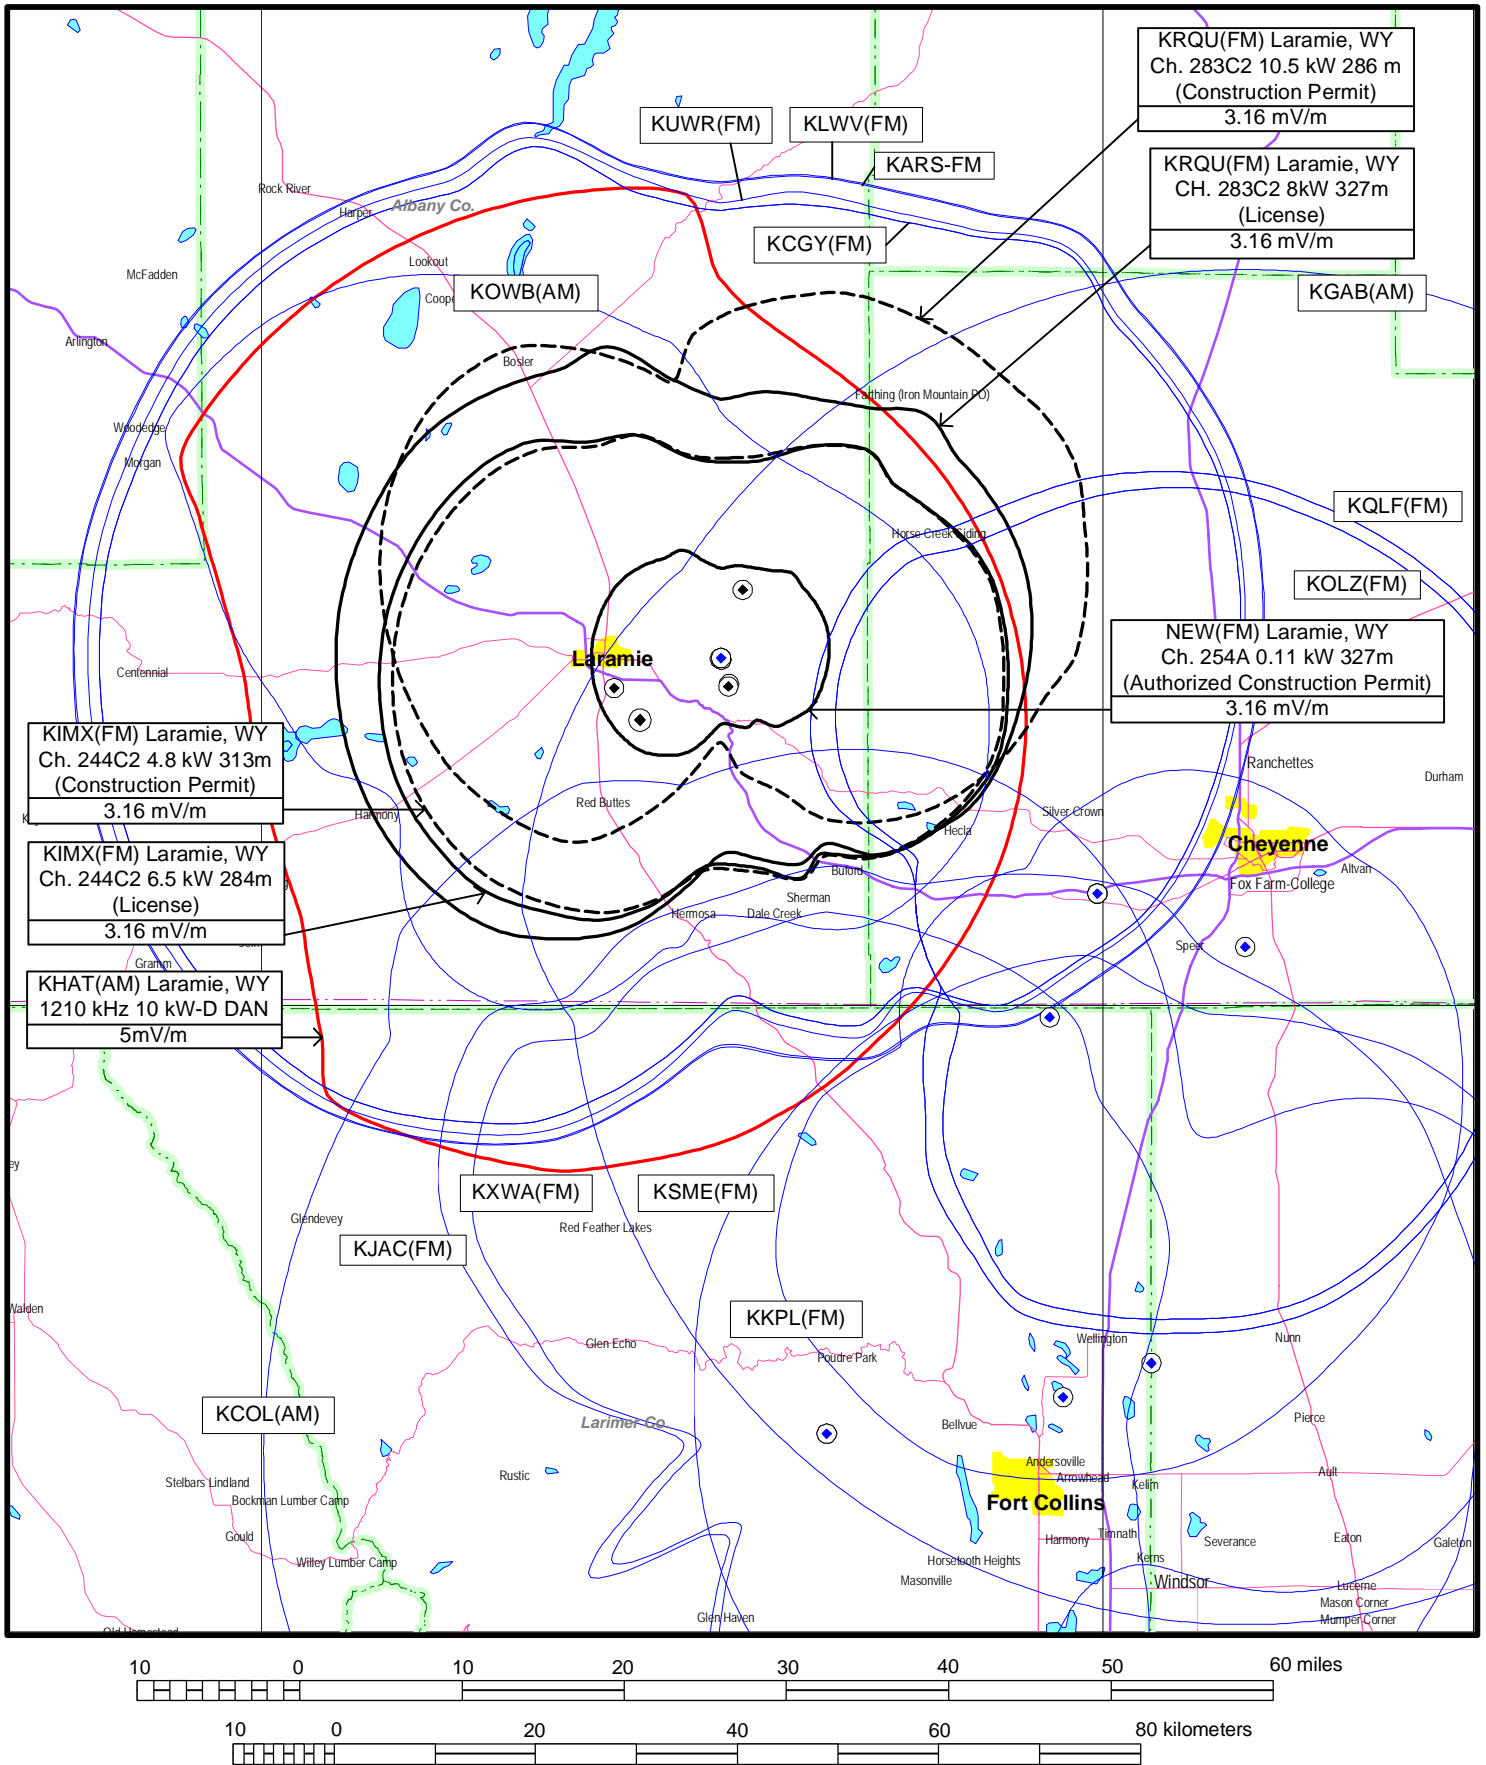 KRQU(FM) Laramie, WY
Ch. 283C2 10.5 kW 286 m
(Construction Permit)
3.16 mV/m
KUWR(FM)
KLWV(FM)
KARS-FM
KRQU(FM) Laramie, WY
CH. 283C2 8kW 327m
(License)
3.16 mV/m
Rock River
Harper
Albany Co.
KCGY(FM)
Lookout
McFadden
KOWB(AM)
KGAB(AM)
Arlington
Bosler
Farthing (Iron Mountain PO)
Woodedge
Morgan
KQLF(FM)
Horse Creek Siding
KOLZ(FM)
NEW(FM) Laramie, WY
Ch. 254A 0.11 kW 327m
(Authorized Construction Permit)
3.16 mV/m
Laramie
Centennial
KIMX(FM) Laramie, WY
Ch. 244C2 4.8 kW 313m
(Construction Permit)
3.16 mV/m
Ranchettes
Durham
Red Buttes
Harmony
Silver Crown
Hecla
Cheyenne
KIMX(FM) Laramie, WY
Ch. 244C2 6.5 kW 284m
(License)
3.16 mV/m
Buford
Altvan
Fox Farm-College
Sherman
Hermosa
Dale Creek
Speer
Gramm
KHAT(AM) Laramie, WY
1210 kHz 10 kW-D DAN
5mV/m
KXWA(FM)
KSME(FM)
Glendevey
Red Feather Lakes
KJAC(FM)
Walden
KKPL(FM)
Wellington
Nunn
Glen Echo
Poudre Park
KCOL(AM)
Larimer Co.
Bellvue
Pierce
Andersonville
Arrowhead
Ault
Rustic
Stelbars Lindland
Kelim
Bockman Lumber Camp
Fort Collins
Gould
Harmony
Timnath
Severance
Eaton
Galeton
Willey Lumber Camp
Horsetooth Heights
Kerns
Masonville
Windsor
Lucerne
Mason Corner
Glen Haven
Mumper Corner
Old Homestead
10 0 10 20 30 40 50 60 miles
10 0 20 40 60 80 kilometers